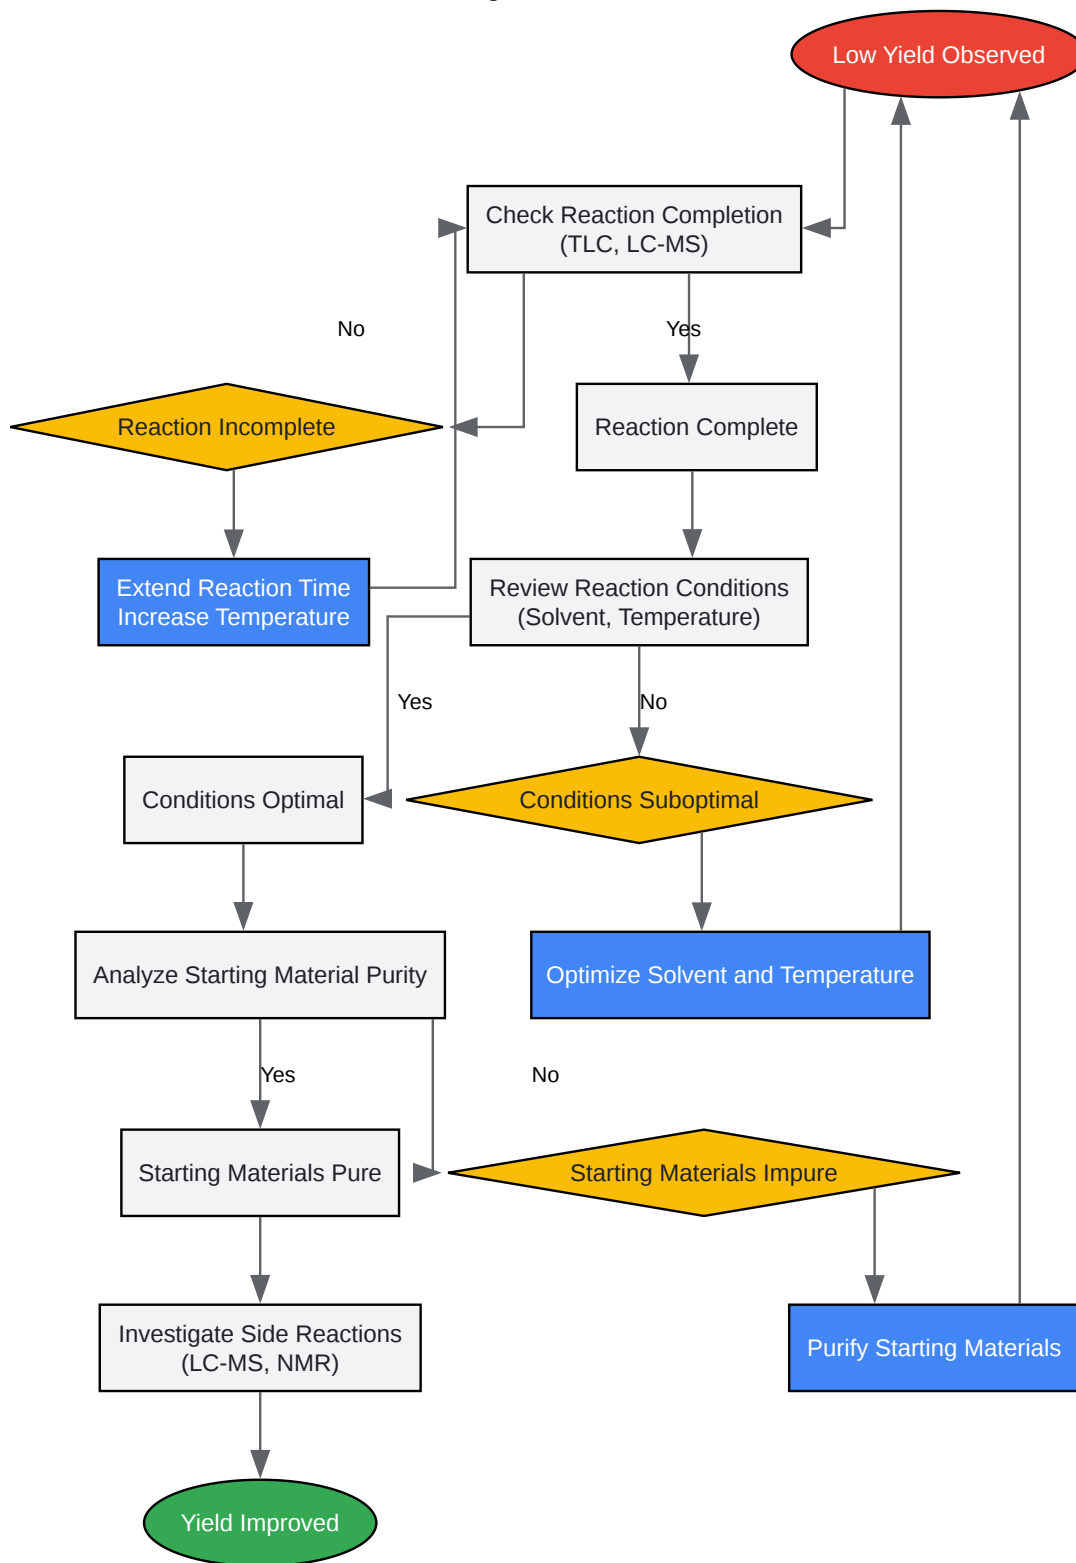 Low Yield Observed
Check Reaction Completion
(TLC, LC-MS)
No
Yes
Reaction Incomplete
Reaction Complete
Extend Reaction Time
Increase Temperature
Review Reaction Conditions
(Solvent, Temperature)
Yes
No
Conditions Optimal
Conditions Suboptimal
Analyze Starting Material Purity
Optimize Solvent and Temperature
Yes
No
Starting Materials Pure
Starting Materials Impure
Investigate Side Reactions
(LC-MS, NMR)
Purify Starting Materials
Yield Improved